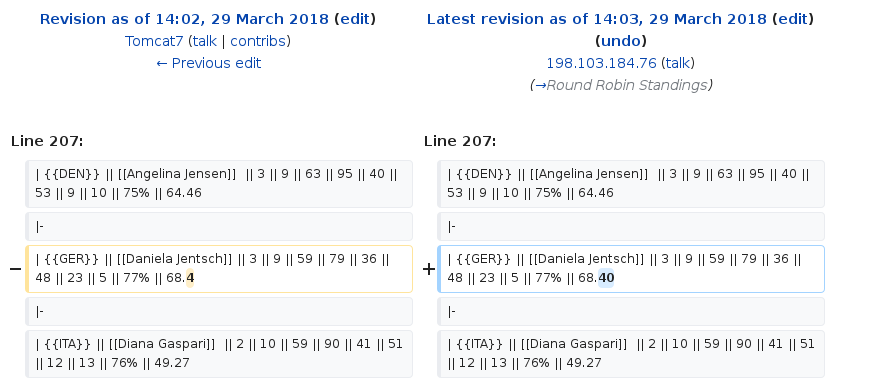 Revision as of 14:02, 29 March 2018 (edit)
Tomcat7 (talk | contribs)
← Previous edit
Latest revision as of 14:03, 29 March 2018 (edit)
(undo)
198.103.184.76 (talk)
(→Round Robin Standings)
Line 207:
Line 207:
| {{DEN}} || [[Angelina Jensen]]  || 3 || 9 || 63 || 95 || 40 ||
53 || 9 || 10 || 75% || 64.46
| {{DEN}} || [[Angelina Jensen]]  || 3 || 9 || 63 || 95 || 40 ||
53 || 9 || 10 || 75% || 64.46
|-
|-
− | {{GER}} || [[Daniela Jentsch]] || 3 || 9 || 59 || 79 || 36 ||
48 || 23 || 5 || 77% || 68.4
+ | {{GER}} || [[Daniela Jentsch]] || 3 || 9 || 59 || 79 || 36 ||
48 || 23 || 5 || 77% || 68.40
|-
|-
| {{ITA}} || [[Diana Gaspari]]  || 2 || 10 || 59 || 90 || 41 || 51
|| 12 || 13 || 76% || 49.27
| {{ITA}} || [[Diana Gaspari]]  || 2 || 10 || 59 || 90 || 41 || 51
|| 12 || 13 || 76% || 49.27